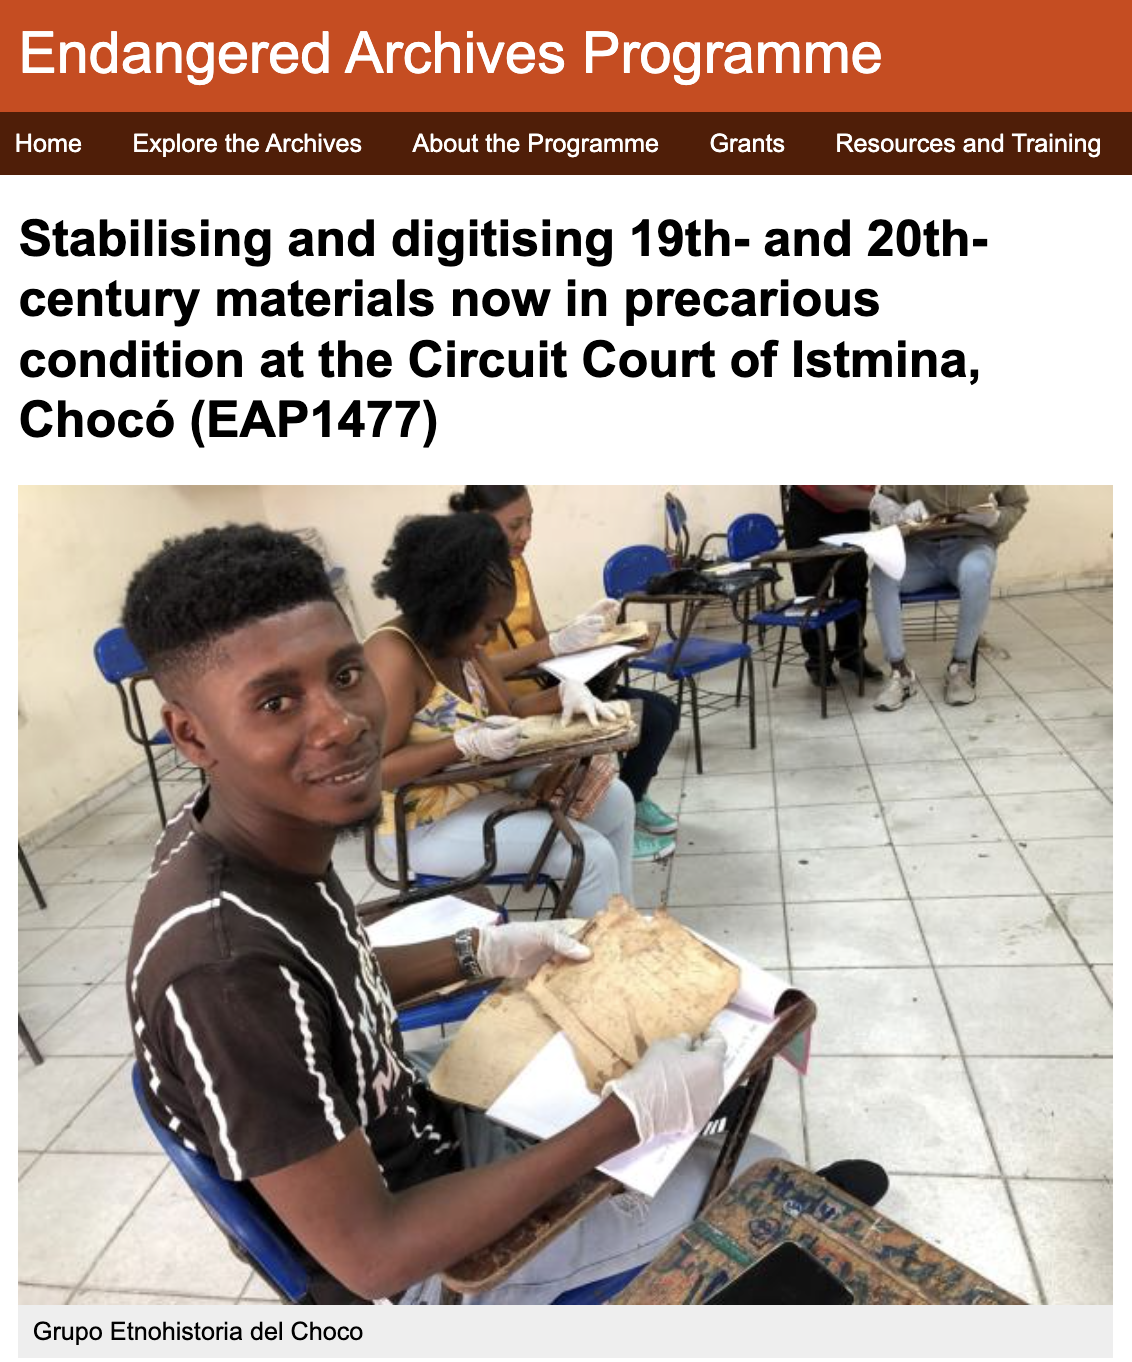 Endangered Archives Programme
Home Explore the Archives About the Programme Grants Resources and Training
Stabilising and digitising 19th- and 20th-
century materials now in precarious
condition at the Circuit Court of Istmina,
Chocó (EAP1477)
Grupo Etnohistoria del Choco